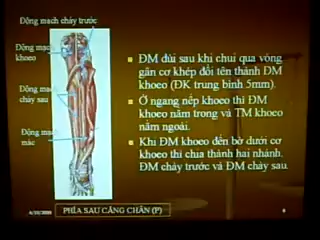 Động mạch chày trước
Động mạch
khoeo
Động mạch
chày sau
Động mạch
mác
ĐM đùi sau khi chui qua vòng
gân cơ khép đổi tên thành ĐM
khoeo (ĐK trung bình 5mm).
Ở ngang nếp khoeo thì ĐM
khoeo nằm trong và TM khoeo
nằm ngoài.
Khi ĐM khoeo đến bờ dưới cơ
khoeo thì chia thành hai nhánh.
ĐM chày trước và ĐM chày sau.
PHÍA SAU CẲNG CHÂN (P)